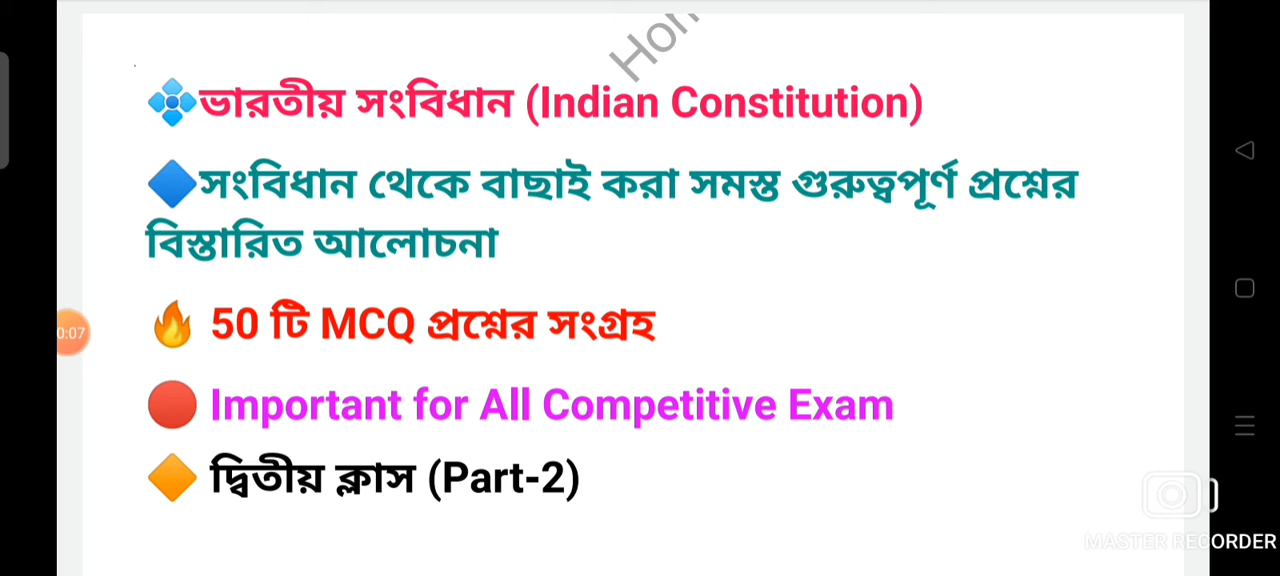 💠ভারতীয় সংবিধান (Indian Constitution)
🔷সংবিধান থেকে বাছাই করা সমস্ত গুরুত্বপূর্ণ প্রশ্নের
বিস্তারিত আলোচনা
🔥 50 টি MCQ প্রশ্নের সংগ্রহ
0:07
🔴 Important for All Competitive Exam
🔶 দ্বিতীয় ক্লাস (Part-2)
MASTER RECORDER